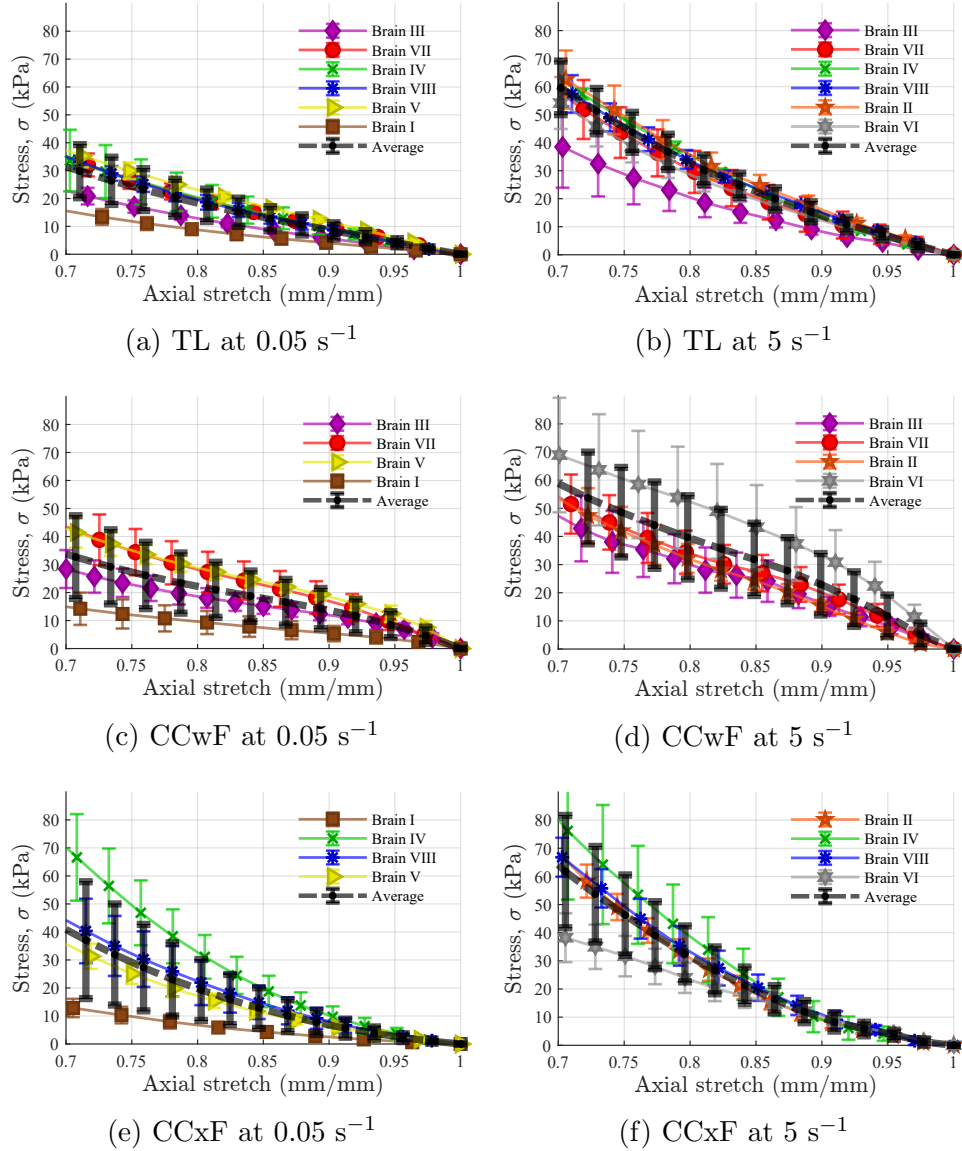 Stress, σ (kPa)
80
70
60
50
40
30
20
10
0
0.7
0.75
0.8
0.85
0.9
0.95
1
Axial stretch (mm/mm)
Brain III
Brain VII
Brain IV
Brain VIII
Brain V
Brain I
Average
(a) TL at 0.05 s⁻¹
Stress, σ (kPa)
80
70
60
50
40
30
20
10
0
0.7
0.75
0.8
0.85
0.9
0.95
1
Axial stretch (mm/mm)
Brain III
Brain VII
Brain IV
Brain VIII
Brain II
Brain VI
Average
(b) TL at 5 s⁻¹
Stress, σ (kPa)
80
70
60
50
40
30
20
10
0
0.7
0.75
0.8
0.85
0.9
0.95
1
Axial stretch (mm/mm)
Brain III
Brain VII
Brain V
Brain I
Average
(c) CCwF at 0.05 s⁻¹
Stress, σ (kPa)
80
70
60
50
40
30
20
10
0
0.7
0.75
0.8
0.85
0.9
0.95
1
Axial stretch (mm/mm)
Brain III
Brain VII
Brain II
Brain VI
Average
(d) CCwF at 5 s⁻¹
Stress, σ (kPa)
80
70
60
50
40
30
20
10
0
0.7
0.75
0.8
0.85
0.9
0.95
1
Axial stretch (mm/mm)
Brain I
Brain IV
Brain VIII
Brain V
Average
(e) CCxF at 0.05 s⁻¹
Stress, σ (kPa)
80
70
60
50
40
30
20
10
0
0.7
0.75
0.8
0.85
0.9
0.95
1
Axial stretch (mm/mm)
Brain II
Brain IV
Brain VIII
Brain VI
Average
(f) CCxF at 5 s⁻¹